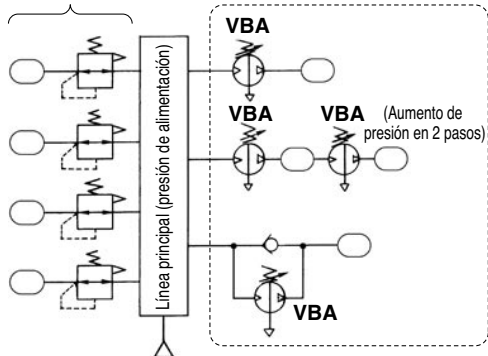 VBA
VBA
VBA
(Aumento de
presión en 2 pasos)
Línea principal (presión de alimentación)
VBA